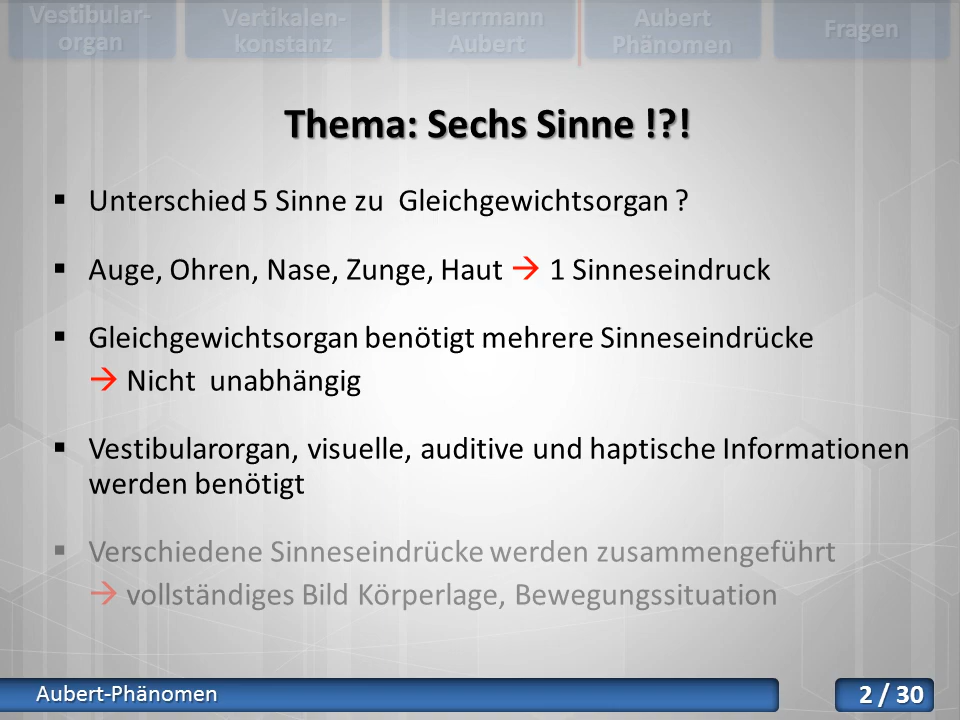 Vestibular-
organ
Vertikalen-
konstanz
Herrmann
Aubert
Aubert
Phänomen
Fragen
Thema: Sechs Sinne !?!
▪ Unterschied 5 Sinne zu  Gleichgewichtsorgan ?
▪ Auge, Ohren, Nase, Zunge, Haut → 1 Sinneseindruck
▪ Gleichgewichtsorgan benötigt mehrere Sinneseindrücke
→ Nicht  unabhängig
▪ Vestibularorgan, visuelle, auditive und haptische Informationen
werden benötigt
▪ Verschiedene Sinneseindrücke werden zusammengeführt
→ vollständiges Bild Körperlage, Bewegungssituation
Aubert-Phänomen
2 / 30